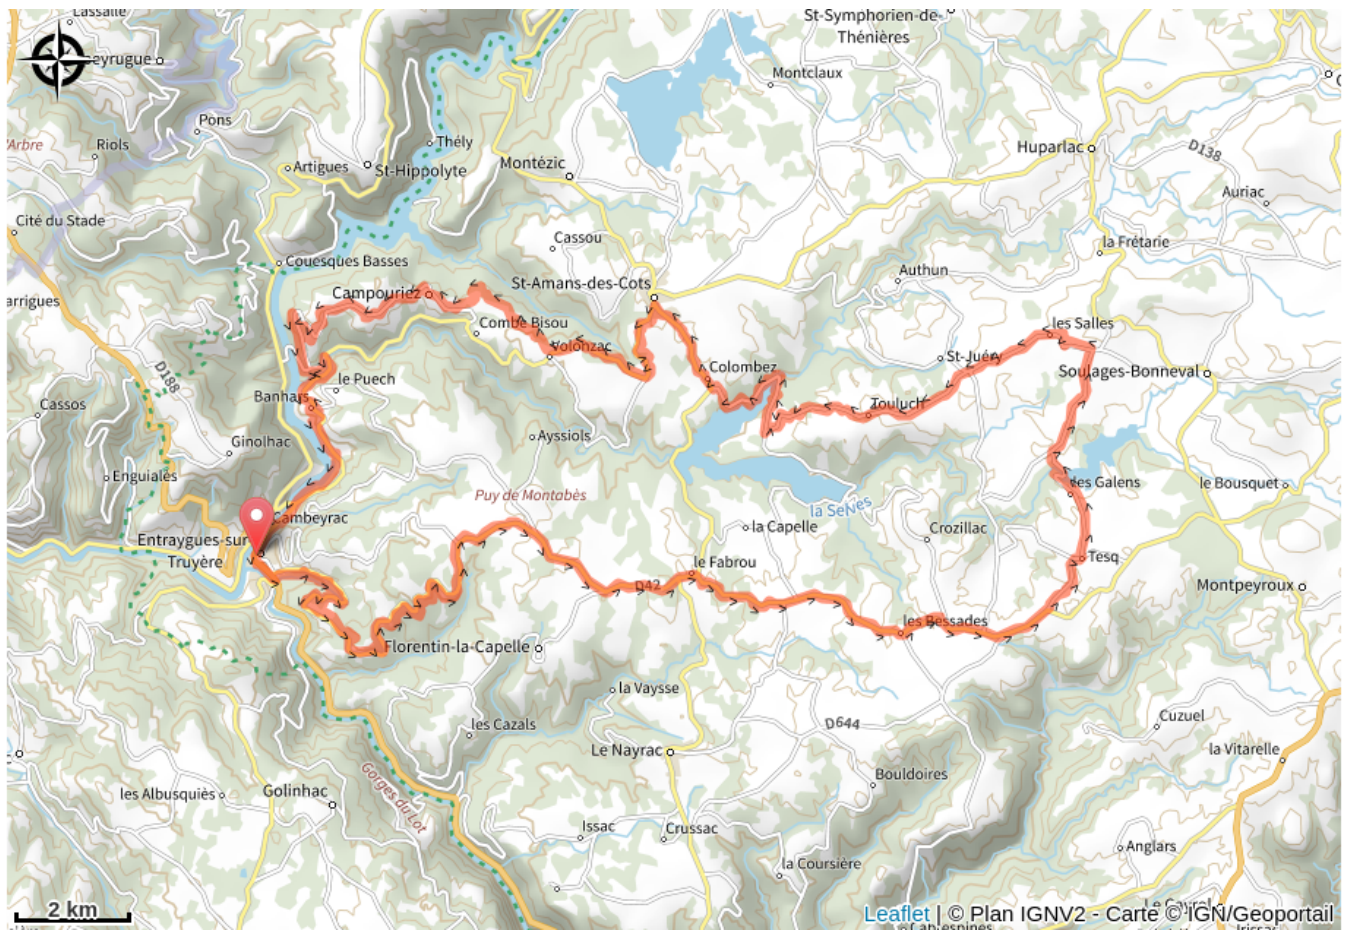 Lassalle
St-Symphorien-de-
Thénières
eyrugue
Montclaux
Pons
Thély
Huparlac
D138
'Arbre
Riols
Artigues
St-Hippolyte
Montézic
Auriac
Cité du Stade
Cassou
la Frétarie
Couesques Basses
Authun
St-Amans-des-Cots
Campouriez
arrigues
Combe Bisou
les Salles
Volonzac
St-Juéry
Colombez
Soulages-Bonneval
D188
le Puech
Banhars
Touluch
Cassos
Ginolhac
Ayssiols
Enguialès
les Galens
le Bousquet
Puy de Montabès
la Selves
Cambeyrac
la Capelle
Crozillac
Entraygues-sur-
Truyère
le Fabrou
Tesq
D42
Montpeyroux
les Bessades
Florentin-la-Capelle
la Vaysse
les Cazals
D644
Cuzuel
Le Nayrac
la Vitarelle
Gorges du Lot
Bouldoires
les Albusquiès
Golinhac
Issac
Crussac
Anglars
la Coursière
2 km
Leaflet | © Plan IGNV2 - Carte © IGN/Geoportail